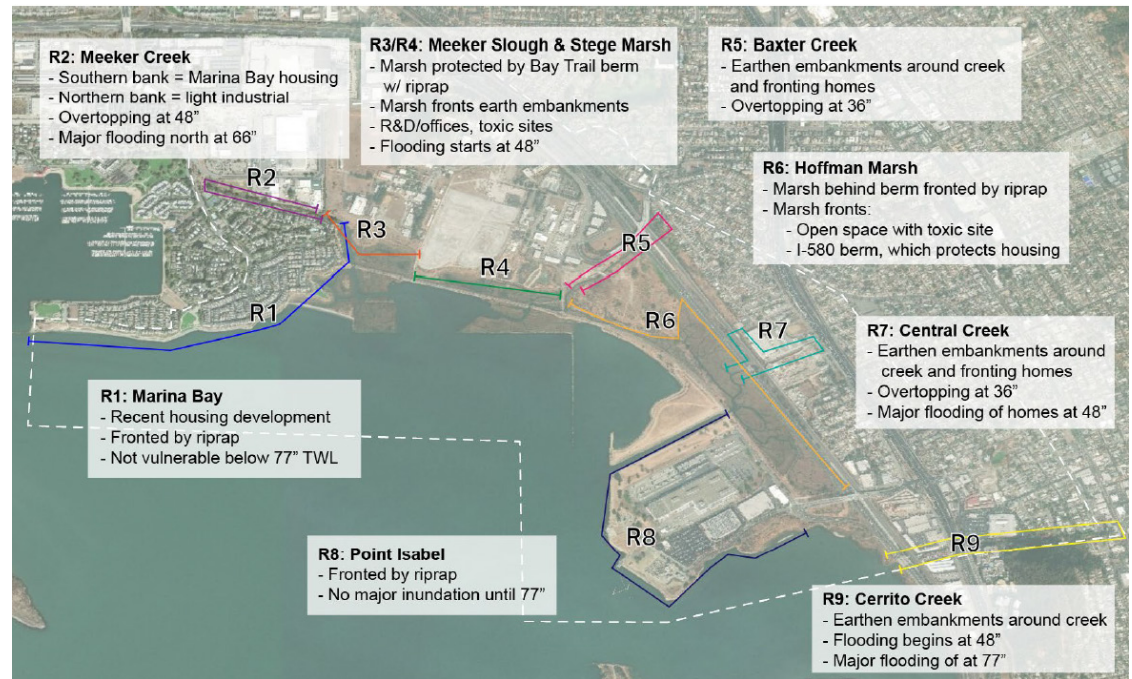 R2: Meeker Creek
- Southern bank = Marina Bay housing
- Northern bank = light industrial
- Overtopping at 48”
- Major flooding north at 66”
R3/R4: Meeker Slough & Stege Marsh
- Marsh protected by Bay Trail berm
w/ riprap
- Marsh fronts earth embankments
- R&D/offices, toxic sites
- Flooding starts at 48”
R5: Baxter Creek
- Earthen embankments around creek
and fronting homes
- Overtopping at 36”
R6: Hoffman Marsh
- Marsh behind berm fronted by riprap
- Marsh fronts:
- Open space with toxic site
- I-580 berm, which protects housing
R2
R3
R5
R4
R1
R6
R7
R7: Central Creek
- Earthen embankments around
creek and fronting homes
- Overtopping at 36”
- Major flooding of homes at 48”
R1: Marina Bay
- Recent housing development
- Fronted by riprap
- Not vulnerable below 77” TWL
R8
R9
R8: Point Isabel
- Fronted by riprap
- No major inundation until 77”
R9: Cerrito Creek
- Earthen embankments around creek
- Flooding begins at 48”
- Major flooding of at 77”